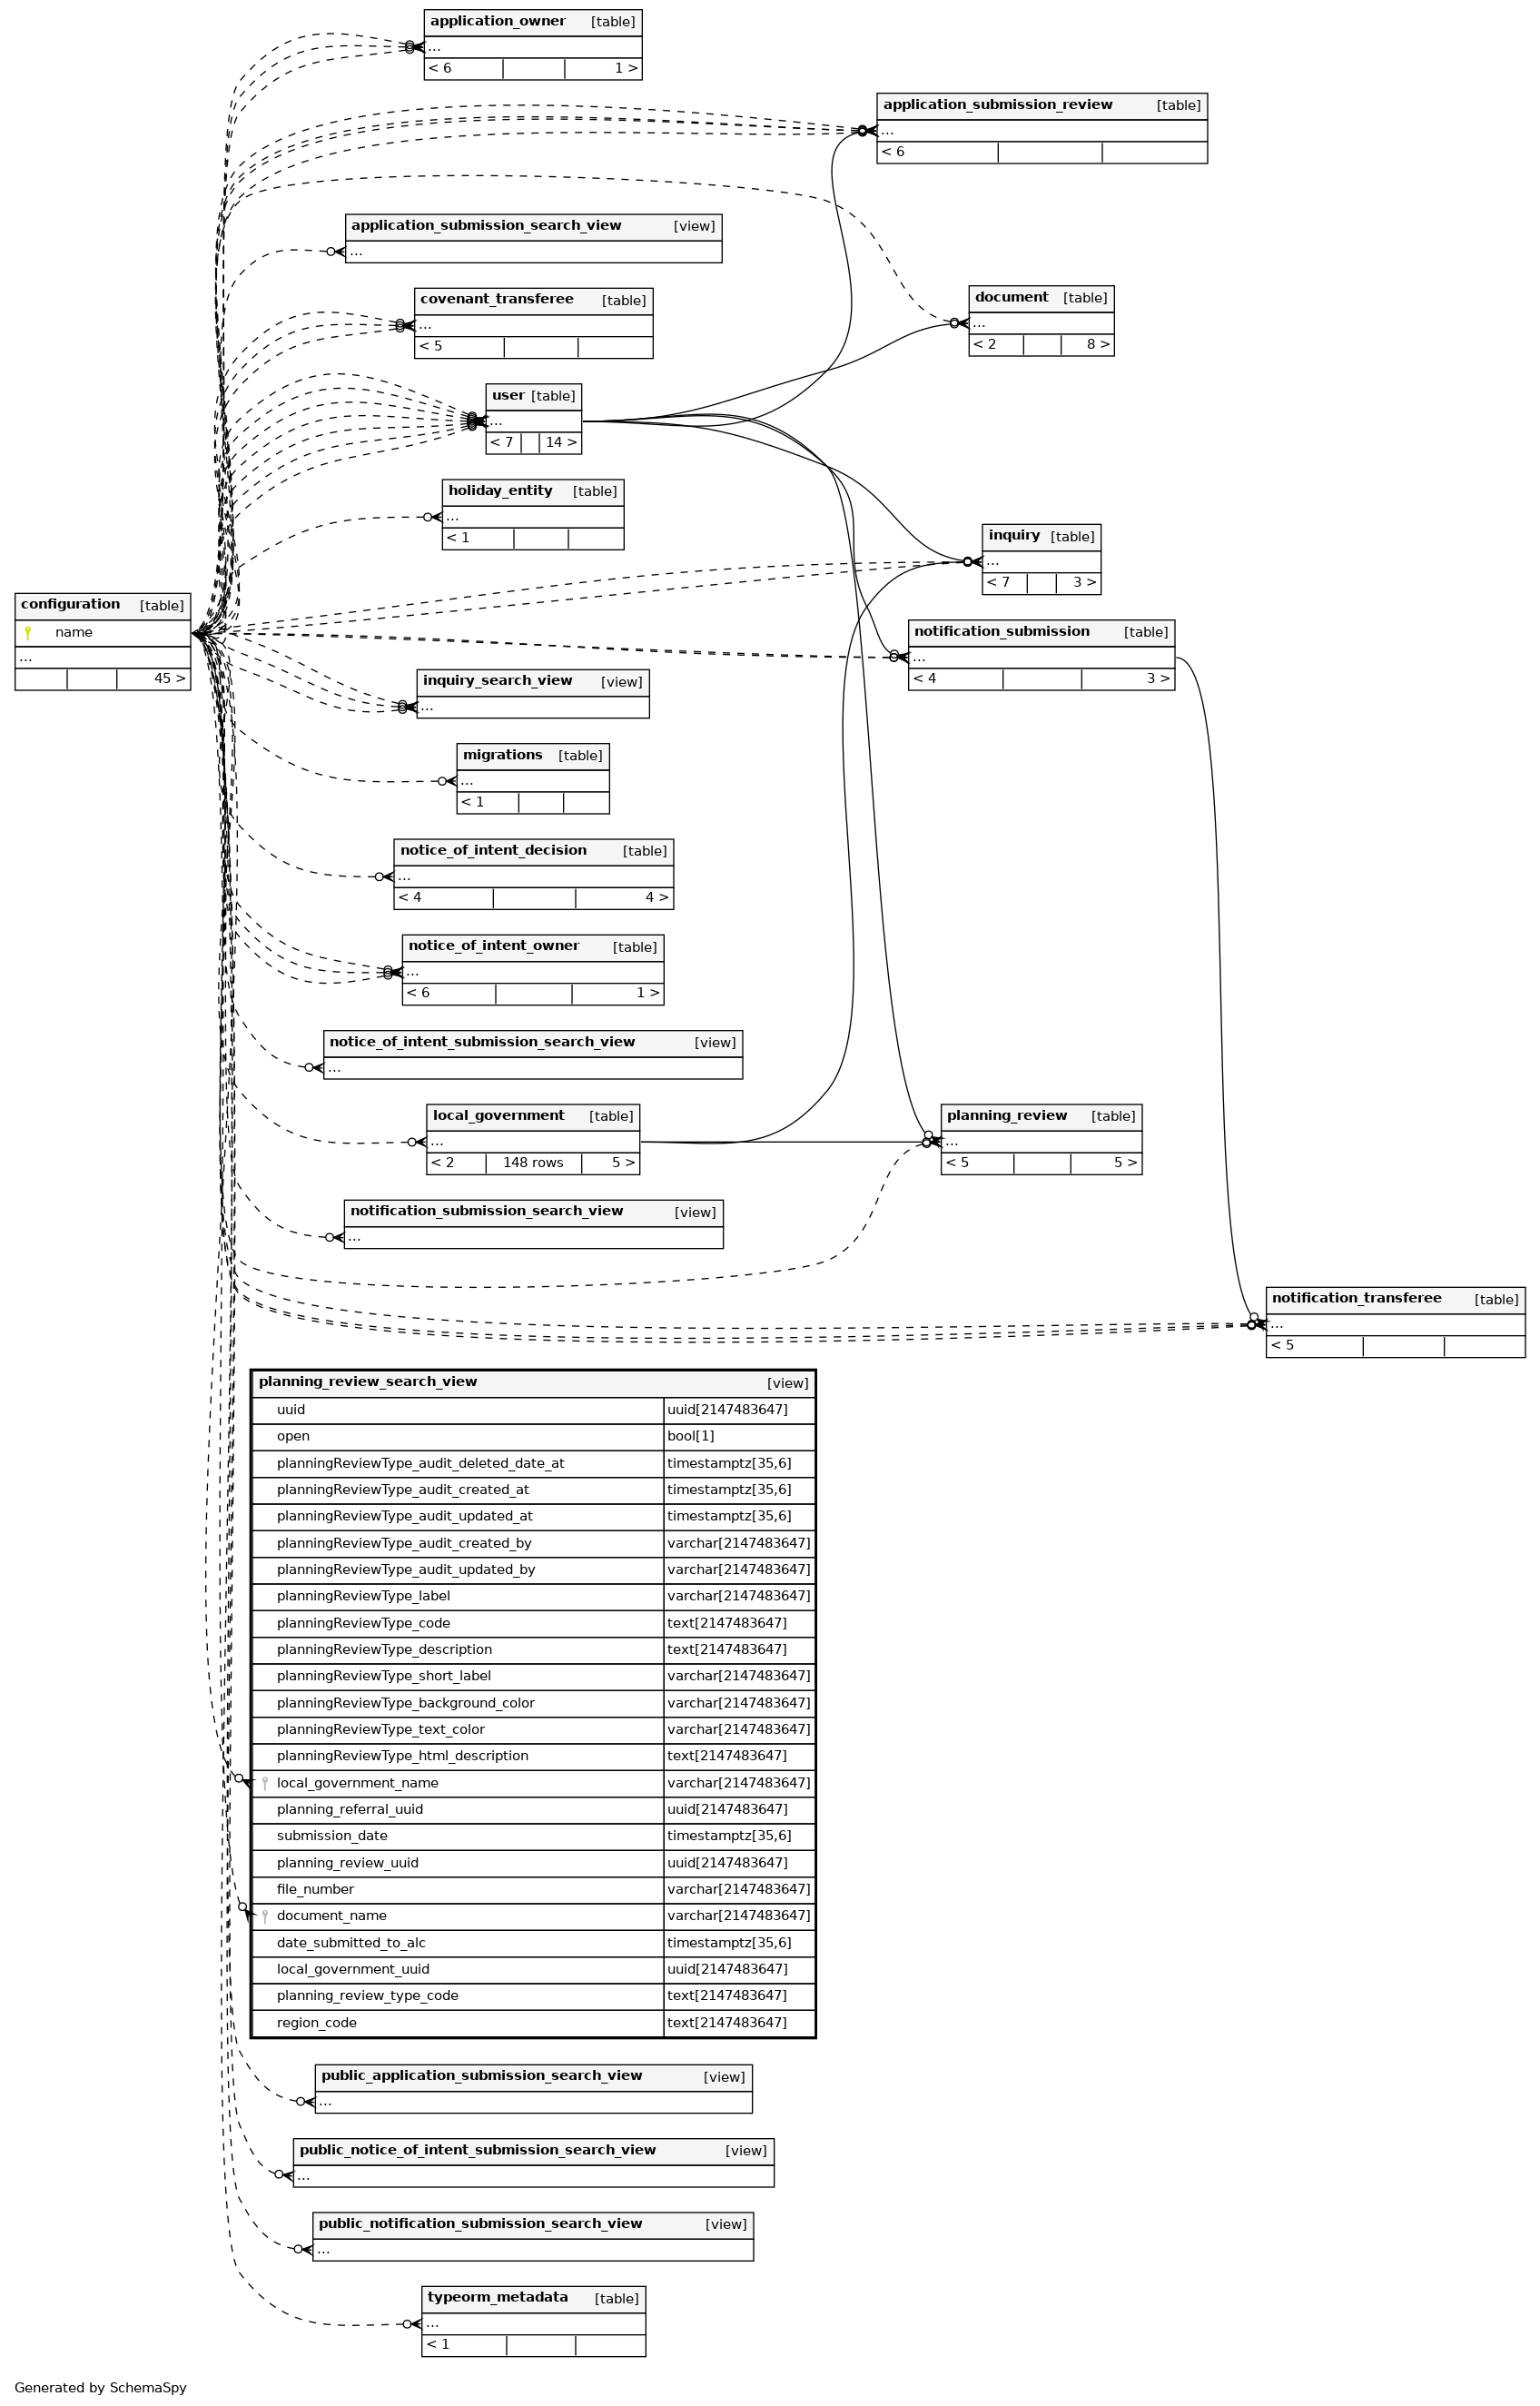 application_owner [table]
...
< 6 1 >
application_submission_review [table]
...
< 6
application_submission_search_view [view]
...
covenant_transferee [table]
...
< 5
document [table]
...
< 2 8 >
user [table]
...
< 7 14 >
holiday_entity [table]
...
< 1
inquiry [table]
...
< 7 3 >
configuration [table]
name
...
45 >
notification_submission [table]
...
< 4 3 >
inquiry_search_view [view]
...
migrations [table]
...
< 1
notice_of_intent_decision [table]
...
< 4 4 >
notice_of_intent_owner [table]
...
< 6 1 >
notice_of_intent_submission_search_view [view]
...
local_government [table]
...
< 2 148 rows 5 >
planning_review [table]
...
< 5 5 >
notification_submission_search_view [view]
...
notification_transferee [table]
...
< 5
planning_review_search_view [view]
uuid uuid[2147483647]
open bool[1]
planningReviewType_audit_deleted_date_at timestamptz[35,6]
planningReviewType_audit_created_at timestamptz[35,6]
planningReviewType_audit_updated_at timestamptz[35,6]
planningReviewType_audit_created_by varchar[2147483647]
planningReviewType_audit_updated_by varchar[2147483647]
planningReviewType_label varchar[2147483647]
planningReviewType_code text[2147483647]
planningReviewType_description text[2147483647]
planningReviewType_short_label varchar[2147483647]
planningReviewType_background_color varchar[2147483647]
planningReviewType_text_color varchar[2147483647]
planningReviewType_html_description text[2147483647]
local_government_name varchar[2147483647]
planning_referral_uuid uuid[2147483647]
submission_date timestamptz[35,6]
planning_review_uuid uuid[2147483647]
file_number varchar[2147483647]
document_name varchar[2147483647]
date_submitted_to_alc timestamptz[35,6]
local_government_uuid uuid[2147483647]
planning_review_type_code text[2147483647]
region_code text[2147483647]
public_application_submission_search_view [view]
...
public_notice_of_intent_submission_search_view [view]
...
public_notification_submission_search_view [view]
...
typeorm_metadata [table]
...
< 1
Generated by SchemaSpy